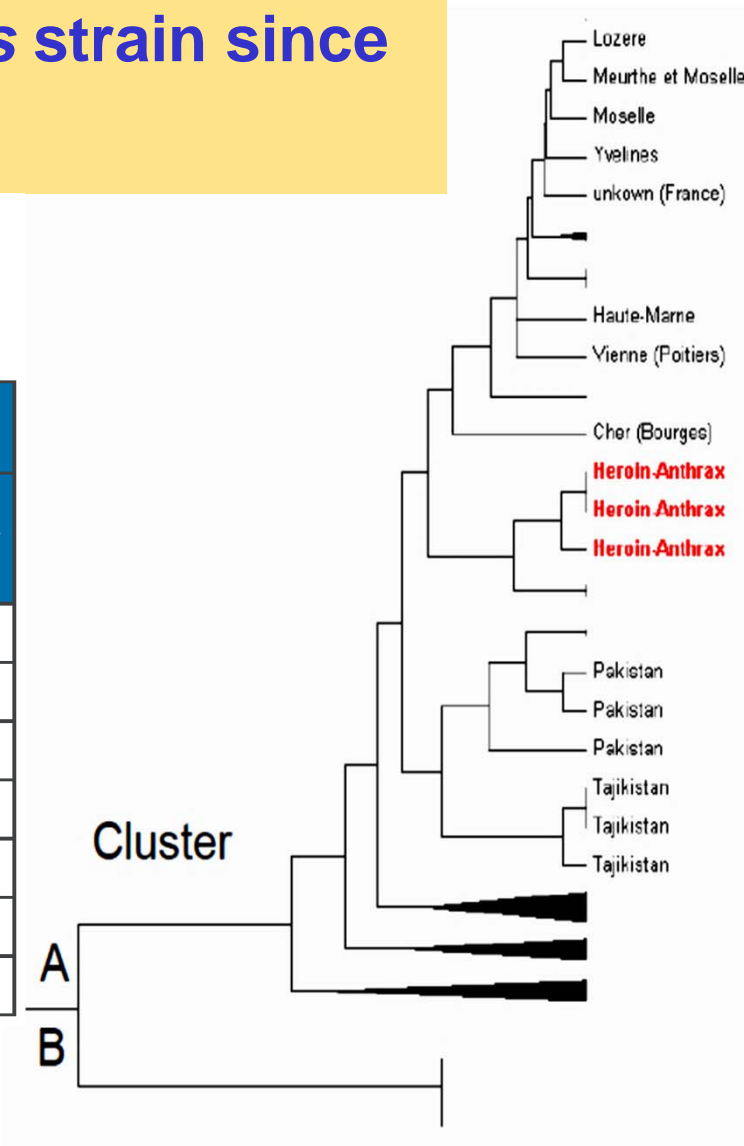 s strain since
Lozere
Meurthe et Moselle
Moselle
Yvelines
unkown (France)
Haute-Marne
Vienne (Poitiers)
Cher (Bourges)
Heroin-Anthrax
Heroin-Anthrax
Heroin-Anthrax
Pakistan
Pakistan
Pakistan
Tajikistan
Tajikistan
Tajikistan
Cluster
A
B